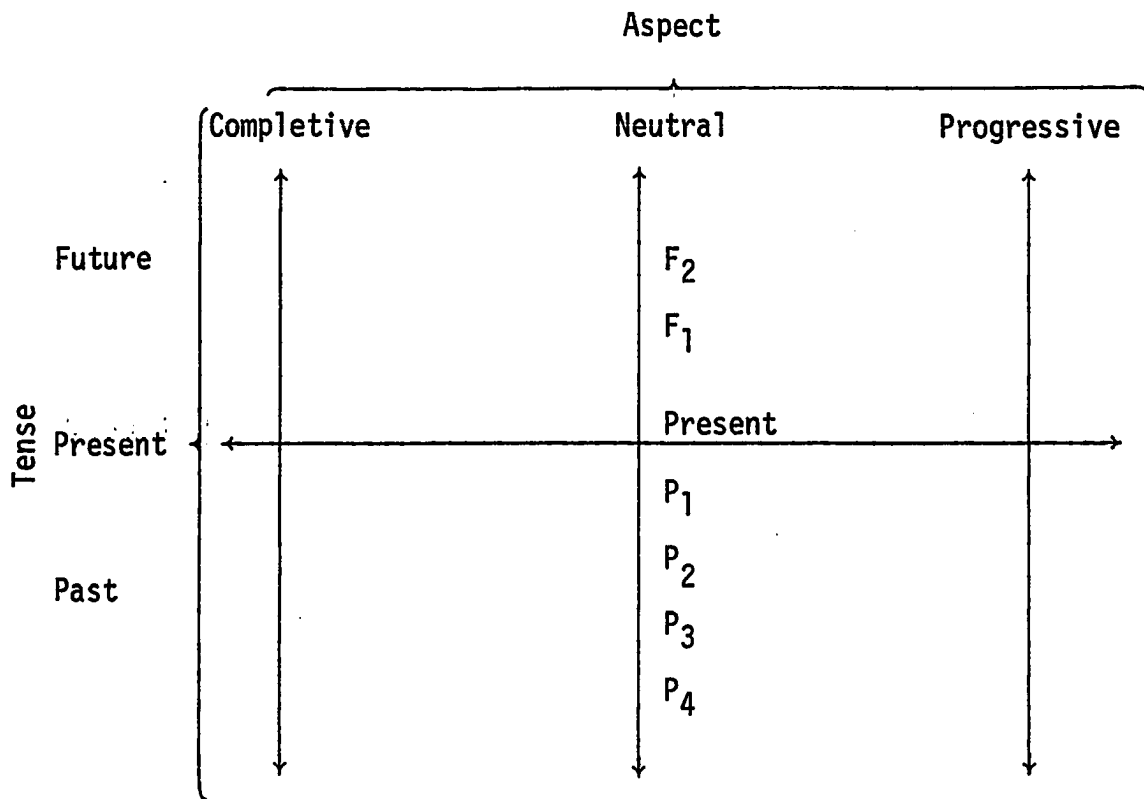 Aspect
Completive Neutral Progressive
Future
F2
F1
Tense
Present
Present
P1
Past
P2
P3
P4